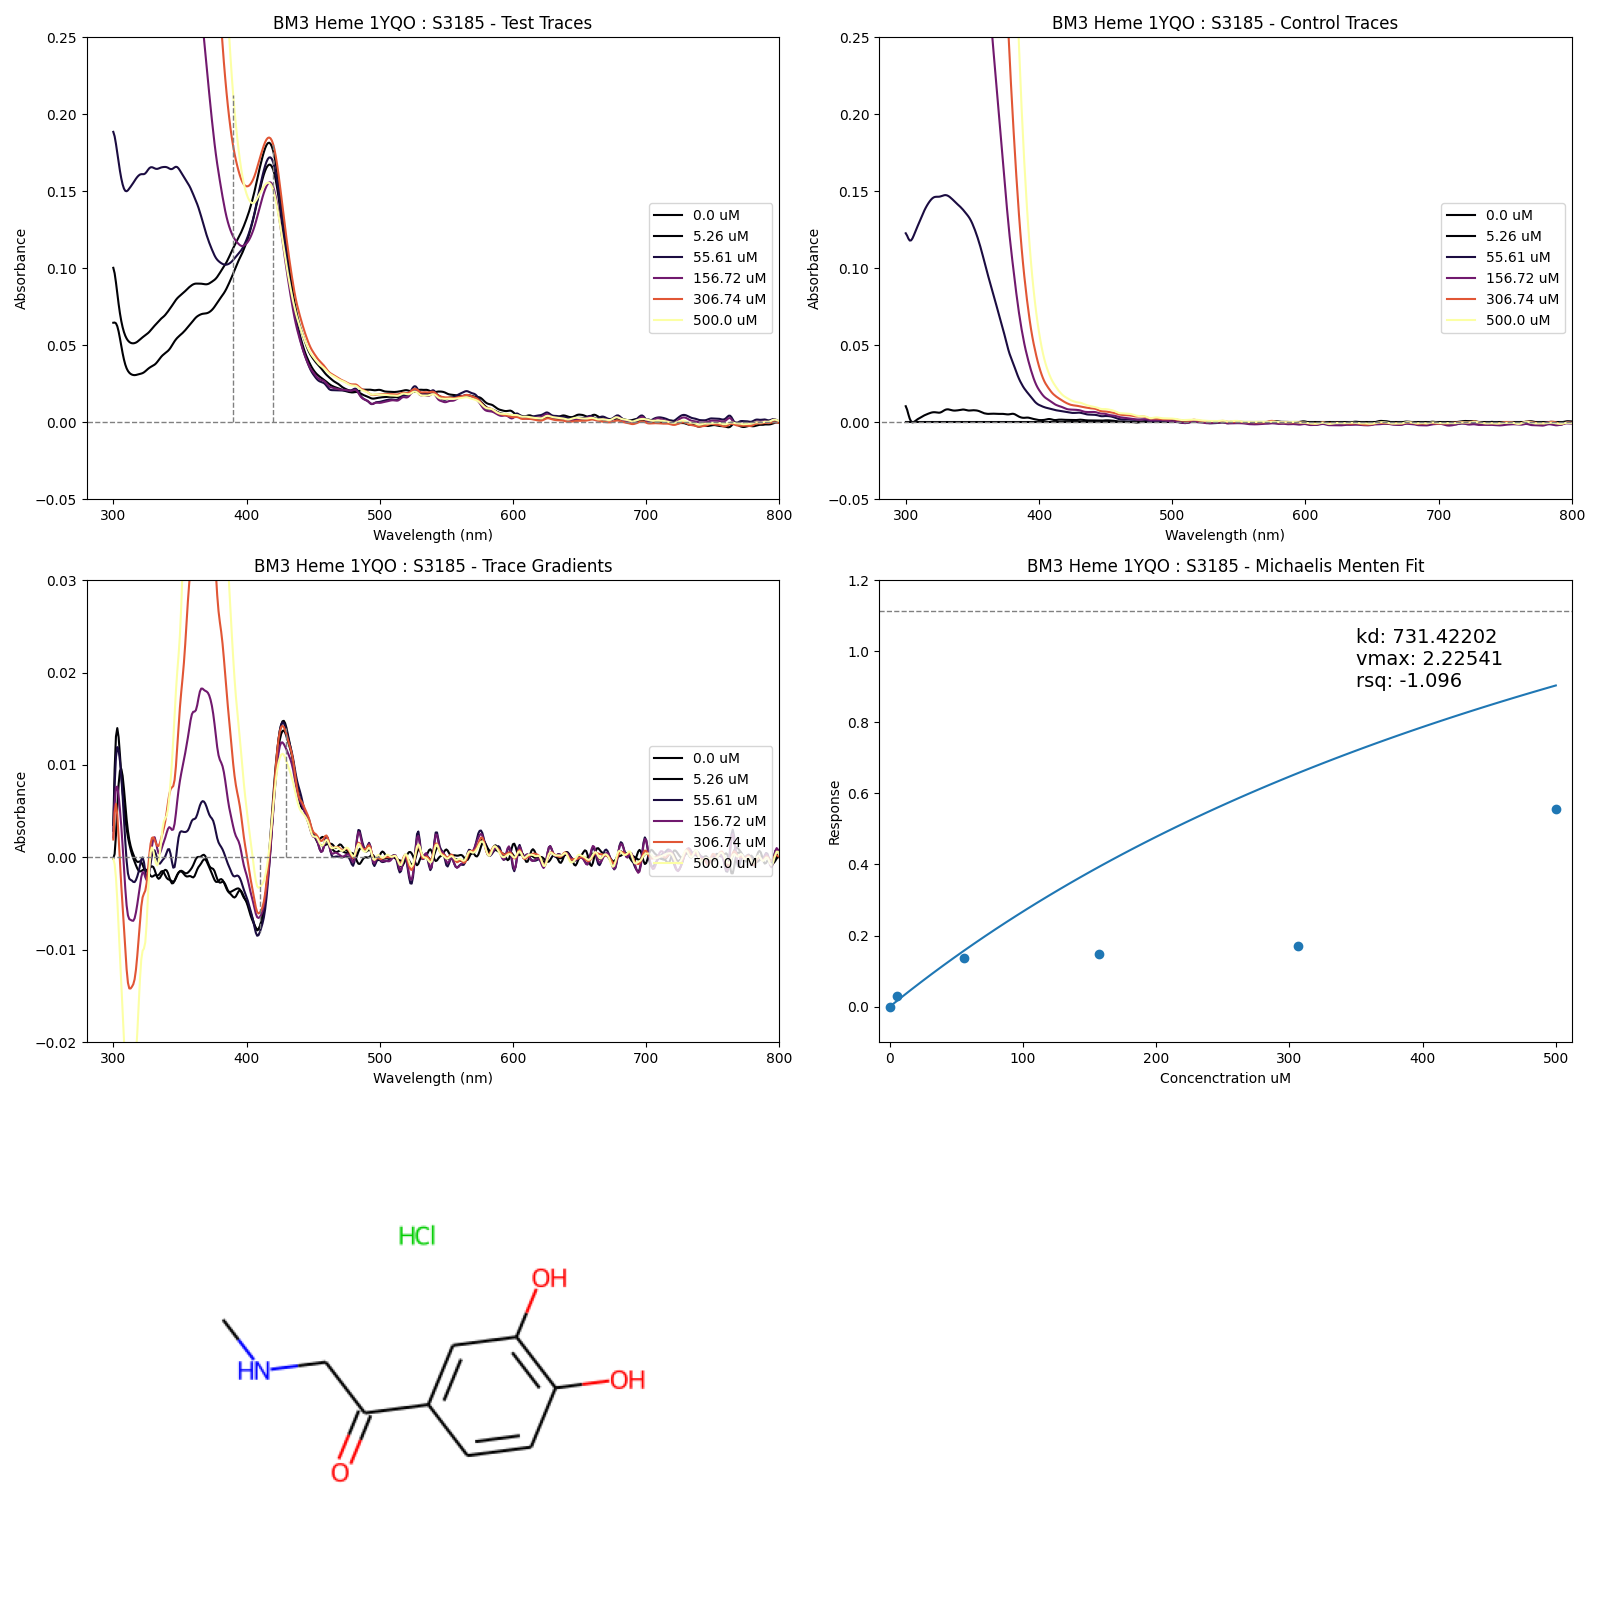 BM3 Heme 1YQO : S3185 - Test Traces
0.25
0.20
0.15
0.10
0.05
0.00
−0.05
Absorbance
300 400 500 600 700 800
Wavelength (nm)
0.0 uM
5.26 uM
55.61 uM
156.72 uM
306.74 uM
500.0 uM
BM3 Heme 1YQO : S3185 - Control Traces
0.25
0.20
0.15
0.10
0.05
0.00
−0.05
Absorbance
300 400 500 600 700 800
Wavelength (nm)
0.0 uM
5.26 uM
55.61 uM
156.72 uM
306.74 uM
500.0 uM
BM3 Heme 1YQO : S3185 - Trace Gradients
0.03
0.02
0.01
0.00
−0.01
−0.02
Absorbance
300 400 500 600 700 800
Wavelength (nm)
0.0 uM
5.26 uM
55.61 uM
156.72 uM
306.74 uM
500.0 uM
BM3 Heme 1YQO : S3185 - Michaelis Menten Fit
1.2
1.0
0.8
0.6
0.4
0.2
0.0
Response
0 100 200 300 400 500
Concenctration uM
kd: 731.42202
vmax: 2.22541
rsq: -1.096
HCl
OH
HN
OH
O